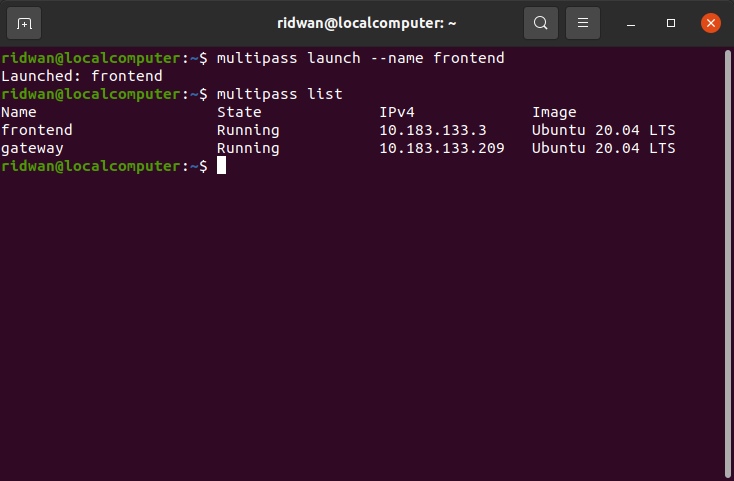 ridwan@localcomputer: ~
ridwan@localcomputer:~$ multipass launch --name frontend
Launched: frontend
ridwan@localcomputer:~$ multipass list
Name                    State             IPv4             Image
frontend                Running           10.183.133.3     Ubuntu 20.04 LTS
gateway                 Running           10.183.133.209   Ubuntu 20.04 LTS
ridwan@localcomputer:~$